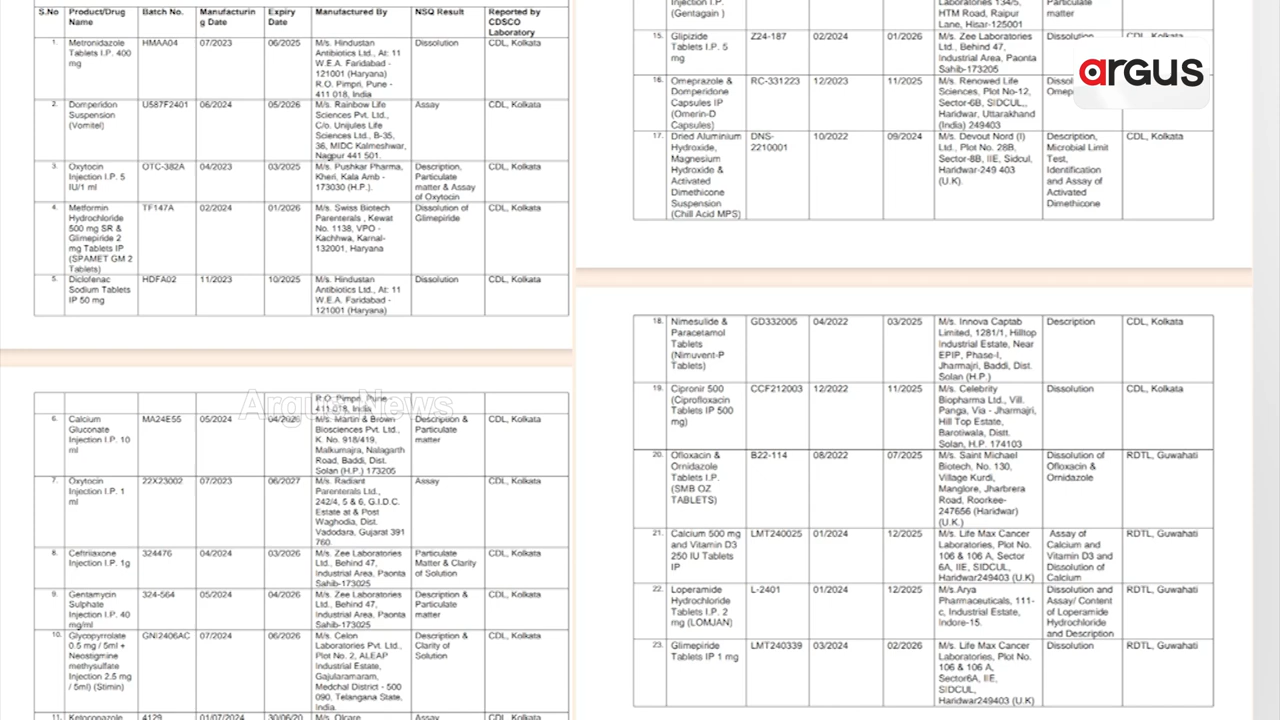 S.No Product/Drug Name Batch No. Manufacturin g Date Expiry Date Manufactured By NSQ Result Reported by CDSCO Laboratory
1. Metronidazole Tablets I.P. 400 mg HMAA04 07/2023 06/2025 M/s. Hindustan Antibiotics Ltd., At: 11 W.E.A. Faridabad - 121001 (Haryana) R.O. Pimpri, Pune - 411 018, India Dissolution CDL, Kolkata
2. Domperidon Suspension (Vomitel) U587F2401 06/2024 05/2026 M/s. Rainbow Life Sciences Pvt. Ltd., C/o. Unijules Life Sciences Ltd., B-35, 36, MIDC Kalmeshwar, Nagpur 441 501. Assay CDL, Kolkata
3. Oxytocin Injection I.P. 5 IU/1 ml OTC-382A 04/2023 03/2025 M/s. Pushkar Pharma, Kheri, Kala Amb - 173030 (H.P.). Description, Particulate matter & Assay of Oxytocin CDL, Kolkata
4. Metformin Hydrochloride 500 mg SR & Glimepiride 2 mg Tablets IP (SPAMET GM 2 Tablets) TF147A 02/2024 01/2026 M/s. Swiss Biotech Parenterals , Kewat No. 1138, VPO - Kachhwa, Karnal- 132001, Haryana Dissolution of Glimepiride CDL, Kolkata
5. Diclofenac Sodium Tablets IP 50 mg HDFA02 11/2023 10/2025 M/s. Hindustan Antibiotics Ltd., At: 11 W.E.A. Faridabad - 121001 (Haryana) Dissolution CDL, Kolkata
R.O. Pimpri, Pune - 411 018, India
Argus News
6. Calcium Gluconate Injection I.P. 10 ml MA24E55 05/2024 04/2026 M/s. Martin & Brown Biosciences Pvt. Ltd., K. No. 918/419, Malkumajra, Nalagarth Road, Baddi, Dist. Solan (H.P.) 173205 Description & Particulate matter CDL, Kolkata
7. Oxytocin Injection I.P. 1 ml 22X23002 07/2023 06/2027 M/s. Radiant Parenterals Ltd., 242/4, 5 & 6, G.I.D.C. Estate at & Post Waghodia, Dist. Vadodara, Gujarat 391 760. Assay CDL, Kolkata
8. Ceftriiaxone Injection I.P. 1g 324476 04/2024 03/2026 M/s. Zee Laboratories Ltd., Behind 47, Industrial Area, Paonta Sahib-173025 Particulate Matter & Clarity of Solution CDL, Kolkata
9. Gentamycin Sulphate Injection I.P. 40 mg/ml 324-564 05/2024 04/2026 M/s. Zee Laboratories Ltd., Behind 47, Industrial Area, Paonta Sahib-173025 Description & Particulate matter CDL, Kolkata
10. Glycopyrrolate 0.5 mg / 5ml + Neostigmine methysulfate Injection 2.5 mg / 5ml) (Stimin) GNI2406AC 07/2024 06/2026 M/s. Celon Laboratories Pvt. Ltd., Plot No. 2, ALEAP Industrial Estate, Gajularamaram, Medchal District - 500 090. Telangana State, India. Description & Clarity of Solution CDL, Kolkata
11. Ketoconazole 4129 01/07/2024 30/06/20 M/s. Olcare Assay CDL, Kolkata
Injection I.P. (Gentagain ) Laboratories 134/5, HTM Road, Raipur Lane, Hisar-125001 Particulate matter
15. Glipizide Tablets I.P. 5 mg Z24-187 02/2024 01/2026 M/s. Zee Laboratories Ltd., Behind 47, Industrial Area, Paonta Sahib-173205 Dissolution, CDL, Kolkata
argus
16. Omeprazole & Domperidone Capsules IP (Omerin-D Capsules) RC-331223 12/2023 11/2025 M/s. Renowed Life Sciences, Plot No-12, Sector-6B, SIDCUL,, Haridwar, Uttarakhand (India) 249403
17. Dried Aluminium Hydroxide, Magnesium Hydroxide & Activated Dimethicone Suspension (Chill Acid MPS) DNS-2210001 10/2022 09/2024 M/s. Devout Nord (I) Ltd., Plot No. 28B, Sector-8B, IIE, Sidcul, Haridwar-249 403 (U.K). Description, Microbial Limit Test, Identification and Assay of Activated Dimethicone CDL, Kolkata
18. Nimesulide & Paracetamol Tablets (Nimuvent-P Tablets) GD332005 04/2022 03/2025 M/s. Innova Captab Limited, 1281/1, Hilltop Industrial Estate, Near EPIP, Phase-I, Jharmajri, Baddi, Dist. Solan (H.P.) Description CDL, Kolkata
19. Cipronir 500 (Ciprofloxacin Tablets IP 500 mg) CCF212003 12/2022 11/2025 M/s. Celebrity Biopharma Ltd., Vill. Panga, Via - Jharmajri, Hill Top Estate, Barotiwala, Distt. Solan, H.P. 174103 Dissolution CDL, Kolkata
20. Ofloxacin & Ornidazole Tablets I.P. (SMB OZ TABLETS) B22-114 08/2022 07/2025 M/s. Saint Michael Biotech, No. 130, Village Kurdi, Manglore, Jharbrera Road, Roorkee- 247656 (Haridwar) (U.K.) Dissolution of Ofloxacin & Ornidazole RDTL, Guwahati
21. Calcium 500 mg and Vitamin D3 250 IU Tablets IP LMT240025 01/2024 12/2025 M/s. Life Max Cancer Laboratories, Plot No. 106 & 106 A, Sector 6A, IIE, SIDCUL, Haridwar249403 (U.K) Assay of Calcium and Vitamin D3 and Dissolution of Calcium RDTL, Guwahati
22. Loperamide Hydrochloride Tablets I.P. 2 mg (LOMJAN) L-2401 01/2024 12/2025 M/s.Arya Pharmaceuticals, 111-c, Industrial Estate, Indore-15. Dissolution and Assay/ Content of Loperamide Hydrochloride and Description RDTL, Guwahati
23. Glimepiride Tablets IP 1 mg LMT240339 03/2024 02/2026 M/s. Life Max Cancer Laboratories, Plot No. 106 & 106 A, Sector6A, IIE, SIDCUL, Haridwar249403 (U.K) Dissolution RDTL, Guwahati